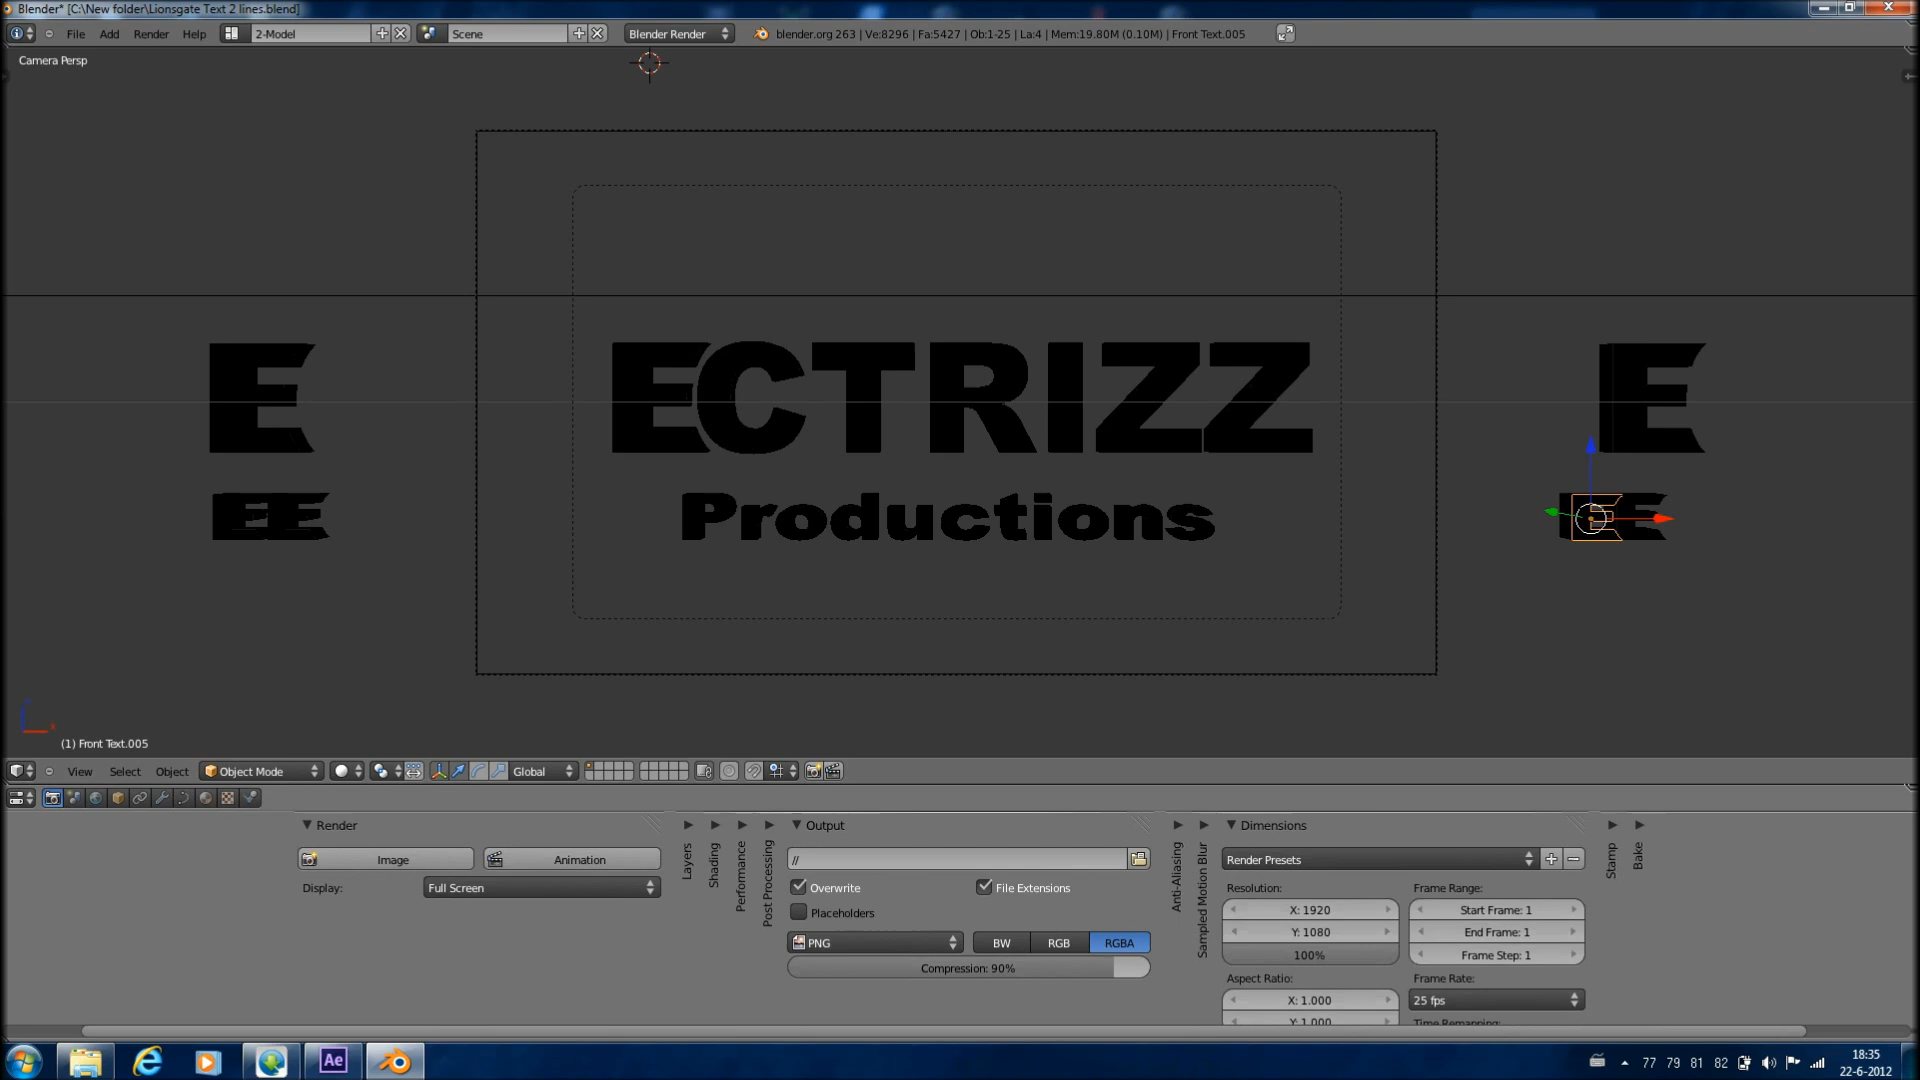 Blender* [C:\New folder\Lionsgate Text 2 lines.blend]
File Add Render Help 2-Model Scene Blender Render blender.org 263 | Ve:8296 | Fa:5427 | Ob:1-25 | La:4 | Mem:19.80M (0.10M) | Front Text.005
Camera Persp
E ECTRIZZ E
EE Productions EE
(1) Front Text.005
View Select Object Object Mode Global
Render Output Dimensions
Layers
Shading
Performance
Post Processing
Anti-Aliasing
Sampled Motion Blur
Stamp
Bake
Image Animation // Render Presets
Display: Full Screen Overwrite File Extensions Resolution: Frame Range:
Placeholders X: 1920 Start Frame: 1
PNG BW RGB RGBA Y: 1080 End Frame: 1
Compression: 90% 100% Frame Step: 1
Aspect Ratio: Frame Rate:
X: 1.000 25 fps
Y: 1.000 Time Remapping:
Ae 77 79 81 82 18:35
22-6-2012